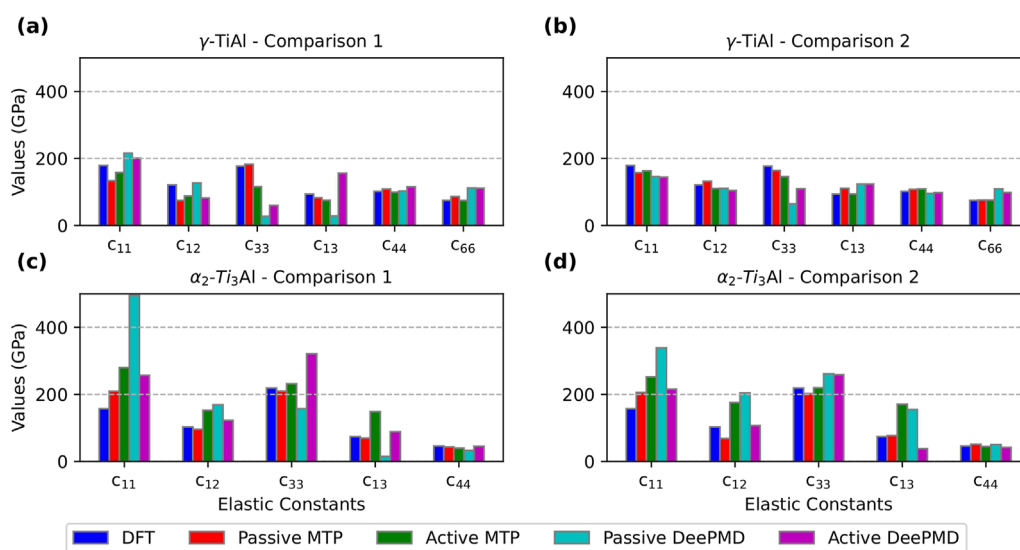 (a)
γ-TiAl - Comparison 1
Values (GPa)
400
200
0
c₁₁ c₁₂ c₃₃ c₁₃ c₄₄ c₆₆
(b)
γ-TiAl - Comparison 2
400
200
0
c₁₁ c₁₂ c₃₃ c₁₃ c₄₄ c₆₆
(c)
α₂-Ti₃Al - Comparison 1
Values (GPa)
400
200
0
c₁₁ c₁₂ c₃₃ c₁₃ c₄₄
Elastic Constants
(d)
α₂-Ti₃Al - Comparison 2
400
200
0
c₁₁ c₁₂ c₃₃ c₁₃ c₄₄
Elastic Constants
DFT Passive MTP Active MTP Passive DeePMD Active DeePMD